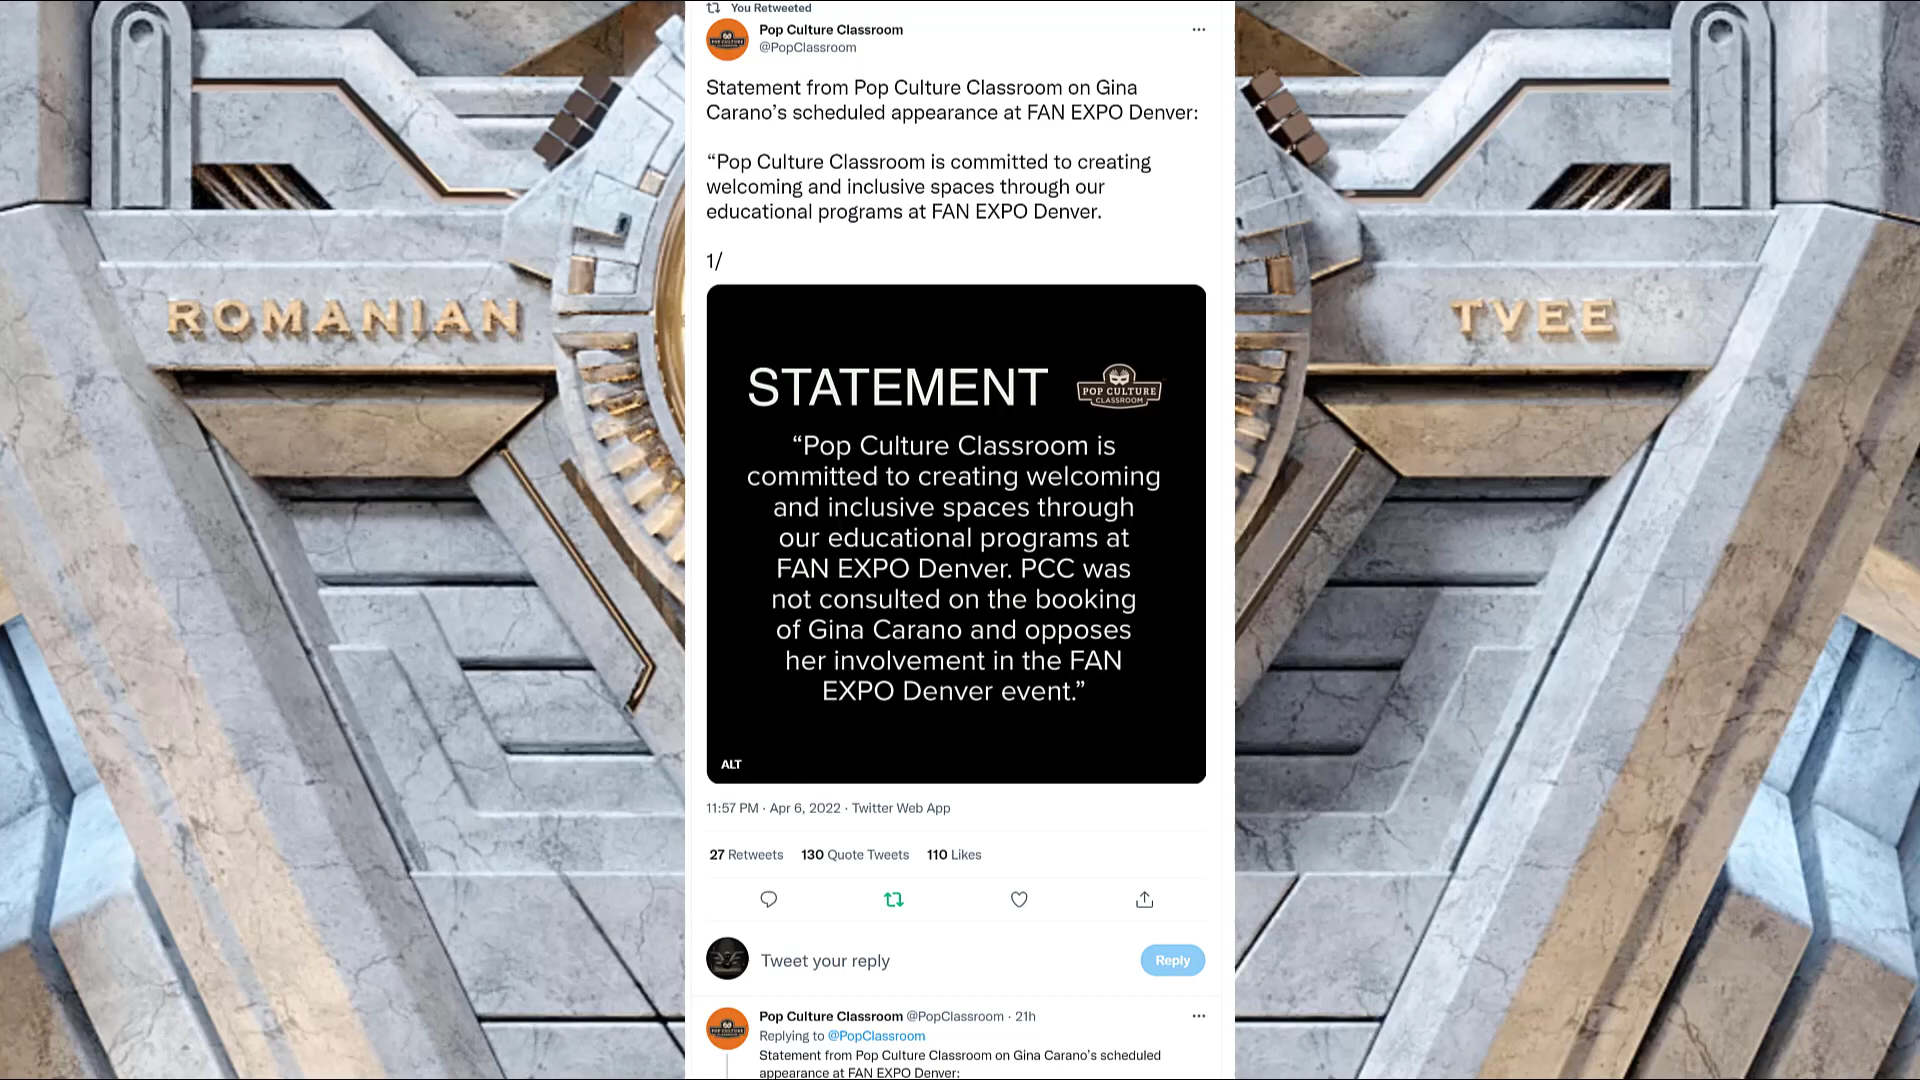 You Retweeted
Pop Culture Classroom
@PopClassroom
Statement from Pop Culture Classroom on Gina
Carano’s scheduled appearance at FAN EXPO Denver:
“Pop Culture Classroom is committed to creating
welcoming and inclusive spaces through our
educational programs at FAN EXPO Denver.
1/
ROMANIAN
TVEE
STATEMENT
POP CULTURE
CLASSROOM
“Pop Culture Classroom is
committed to creating welcoming
and inclusive spaces through
our educational programs at
FAN EXPO Denver. PCC was
not consulted on the booking
of Gina Carano and opposes
her involvement in the FAN
EXPO Denver event.”
ALT
11:57 PM · Apr 6, 2022 · Twitter Web App
27 Retweets 130 Quote Tweets 110 Likes
Tweet your reply
Reply
Pop Culture Classroom @PopClassroom · 21h
Replying to @PopClassroom
Statement from Pop Culture Classroom on Gina Carano’s scheduled
appearance at FAN EXPO Denver: